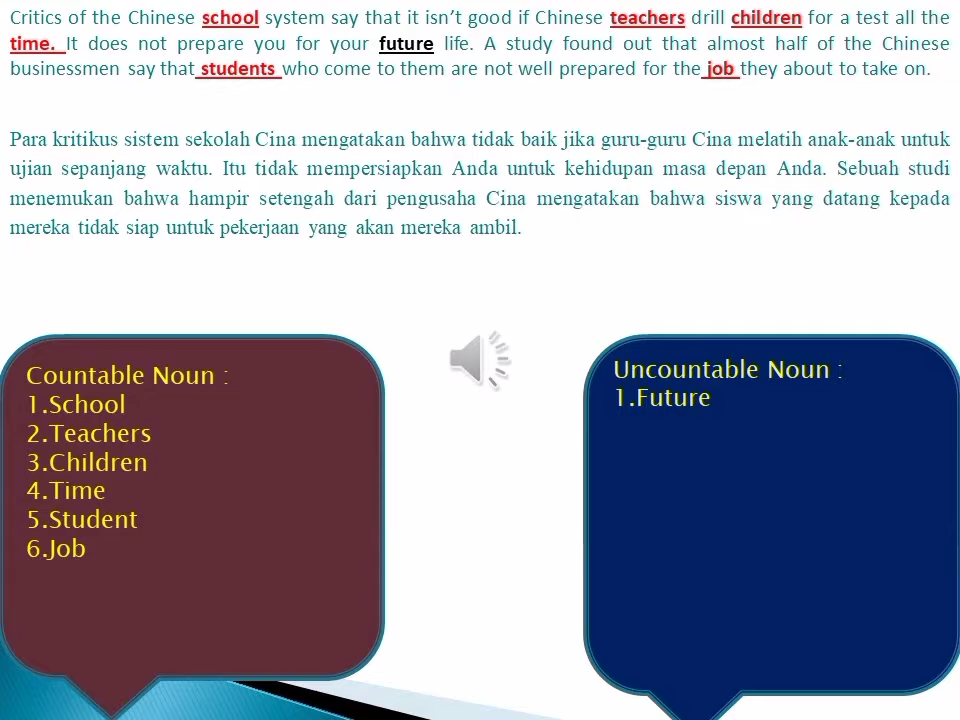 Critics of the Chinese school system say that it isn’t good if Chinese teachers drill children for a test all the
time. It does not prepare you for your future life. A study found out that almost half of the Chinese
businessmen say that students who come to them are not well prepared for the job they about to take on.
Para kritikus sistem sekolah Cina mengatakan bahwa tidak baik jika guru-guru Cina melatih anak-anak untuk
ujian sepanjang waktu. Itu tidak mempersiapkan Anda untuk kehidupan masa depan Anda. Sebuah studi
menemukan bahwa hampir setengah dari pengusaha Cina mengatakan bahwa siswa yang datang kepada
mereka tidak siap untuk pekerjaan yang akan mereka ambil.
Countable Noun :
1.School
2.Teachers
3.Children
4.Time
5.Student
6.Job
Uncountable Noun :
1.Future